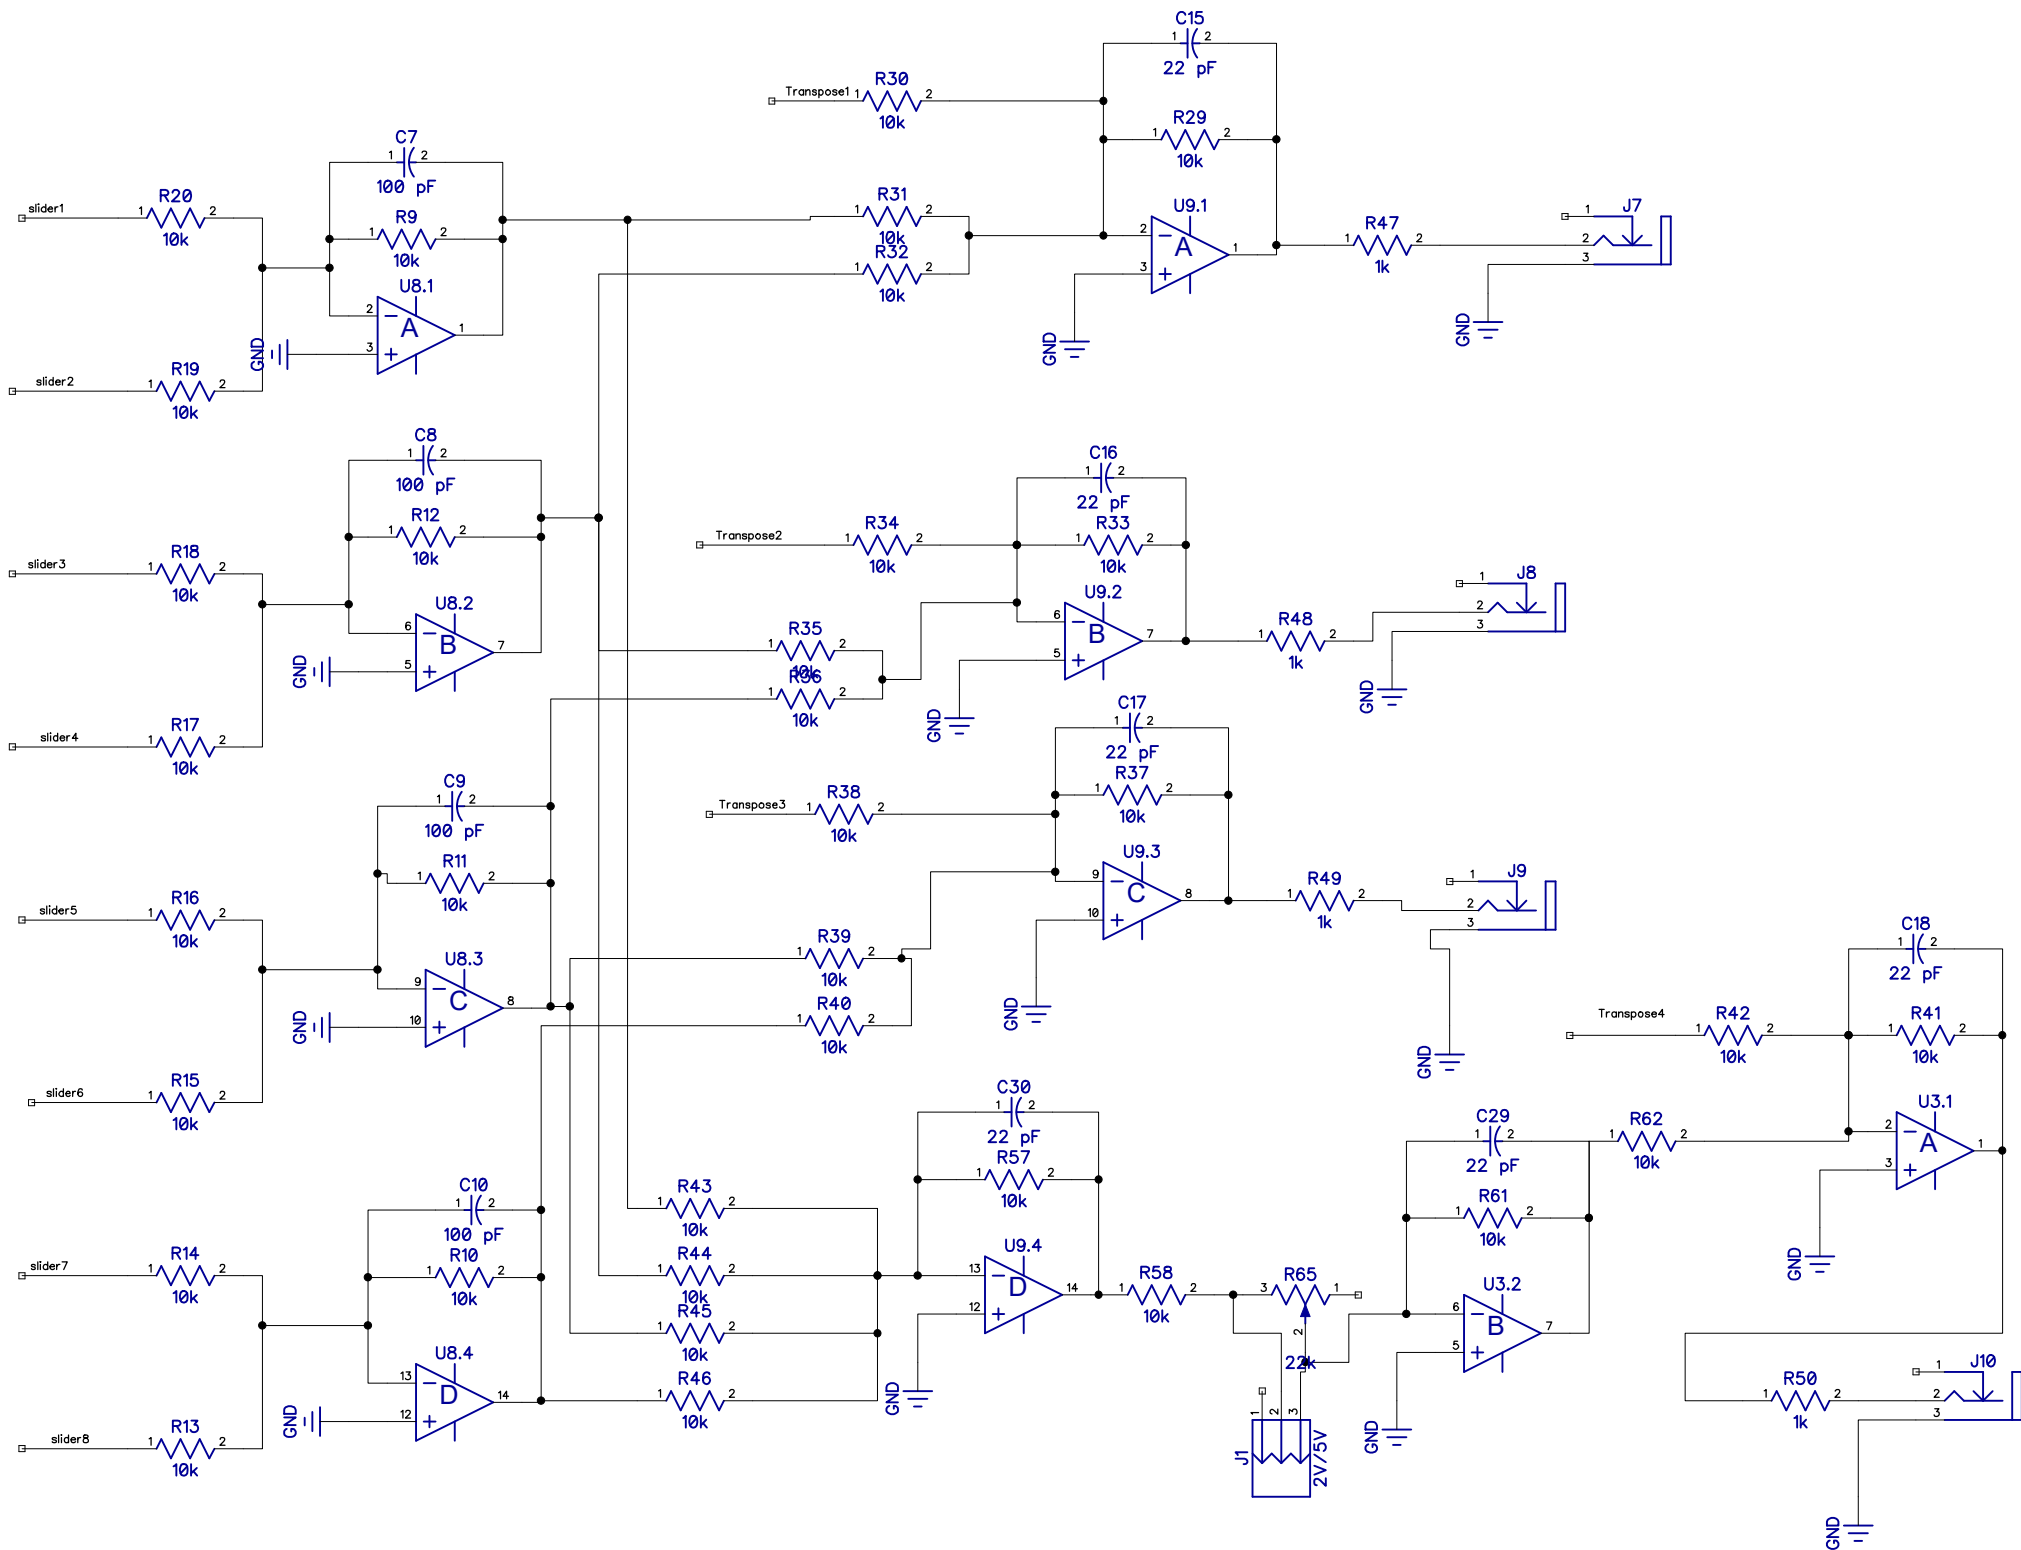 C15
1 2
22 pF
Transpose1
R30
1 2
10k
R29
1 2
10k
C7
1 2
100 pF
slider1
R20
1 2
10k
R9
1 2
10k
R31
1 2
10k
R32
1 2
10k
U9.1
2
A
3
1
R47
1 2
1k
J7
1
2
3
GND
GND
U8.1
2
A
3
1
GND
slider2
R19
1 2
10k
C8
1 2
100 pF
R12
1 2
10k
slider3
R18
1 2
10k
U8.2
6
B
5
7
GND
slider4
R17
1 2
10k
C16
1 2
22 pF
Transpose2
R34
1 2
10k
R33
1 2
10k
U9.2
6
B
5
7
GND
R35
1 2
10k
R36
1 2
10k
R48
1 2
1k
J8
1
2
3
GND
C17
1 2
22 pF
Transpose3
R38
1 2
10k
R37
1 2
10k
U9.3
9
C
10
8
GND
R49
1 2
1k
J9
1
2
3
GND
C9
1 2
100 pF
R11
1 2
10k
slider5
R16
1 2
10k
U8.3
9
C
10
8
GND
slider6
R15
1 2
10k
R39
1 2
10k
R40
1 2
10k
C18
1 2
22 pF
Transpose4
R42
1 2
10k
R41
1 2
10k
U3.1
2
A
3
1
GND
C30
1 2
22 pF
R57
1 2
10k
C29
1 2
22 pF
R62
1 2
10k
R61
1 2
10k
C10
1 2
100 pF
R10
1 2
10k
slider7
R14
1 2
10k
U8.4
13
D
12
14
GND
slider8
R13
1 2
10k
R43
1 2
10k
R44
1 2
10k
R45
1 2
10k
R46
1 2
10k
U9.4
13
D
12
14
GND
R58
1 2
10k
R65
3 1
2
22k
U3.2
6
B
5
7
GND
J1
1
2
3
2V/5V
R50
1 2
1k
J10
1
2
3
GND